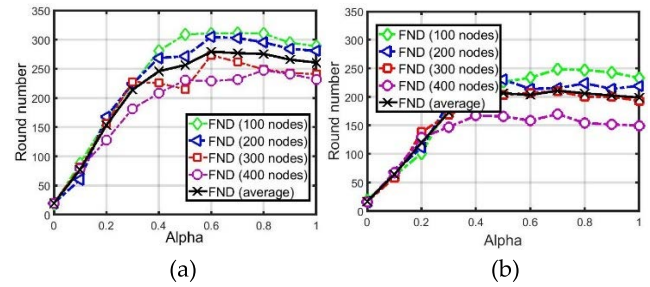 350
300
250
200
150
100
50
0
Round number
0 0.2 0.4 0.6 0.8 1
Alpha
FND (100 nodes)
FND (200 nodes)
FND (300 nodes)
FND (400 nodes)
FND (average)
(a)
350
300
250
200
150
100
50
0
Round number
0 0.2 0.4 0.6 0.8 1
Alpha
FND (100 nodes)
FND (200 nodes)
FND (300 nodes)
FND (400 nodes)
FND (average)
(b)